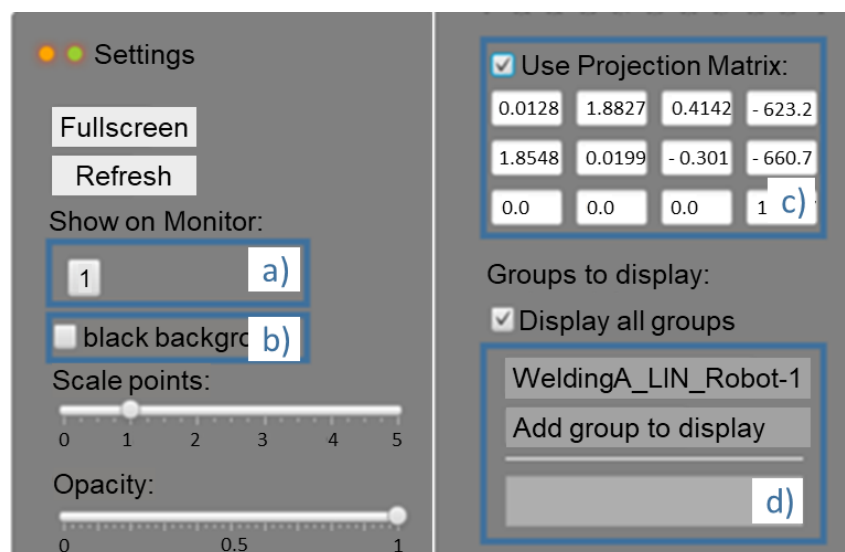 Settings
Fullscreen
Refresh
Show on Monitor:
1
a)
black backgro
b)
Scale points:
0 1 2 3 4 5
Opacity:
0 0.5 1
Use Projection Matrix:
0.0128 1.8827 0.4142 - 623.2
1.8548 0.0199 - 0.301 - 660.7
0.0 0.0 0.0 1
c)
Groups to display:
Display all groups
WeldingA_LIN_Robot-1
Add group to display
d)